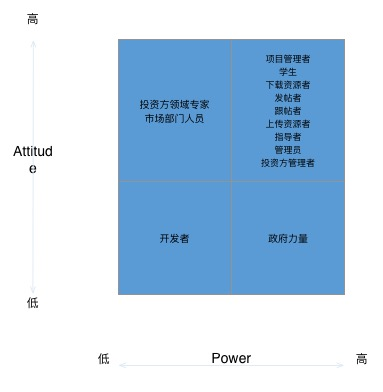 高
投资方领域专家
市场部门人员
项目管理者
学生
下载资源者
发帖者
跟帖者
上传资源者
指导者
管理员
投资方管理者
Attitud
e
开发者
政府力量
低
低
Power
高